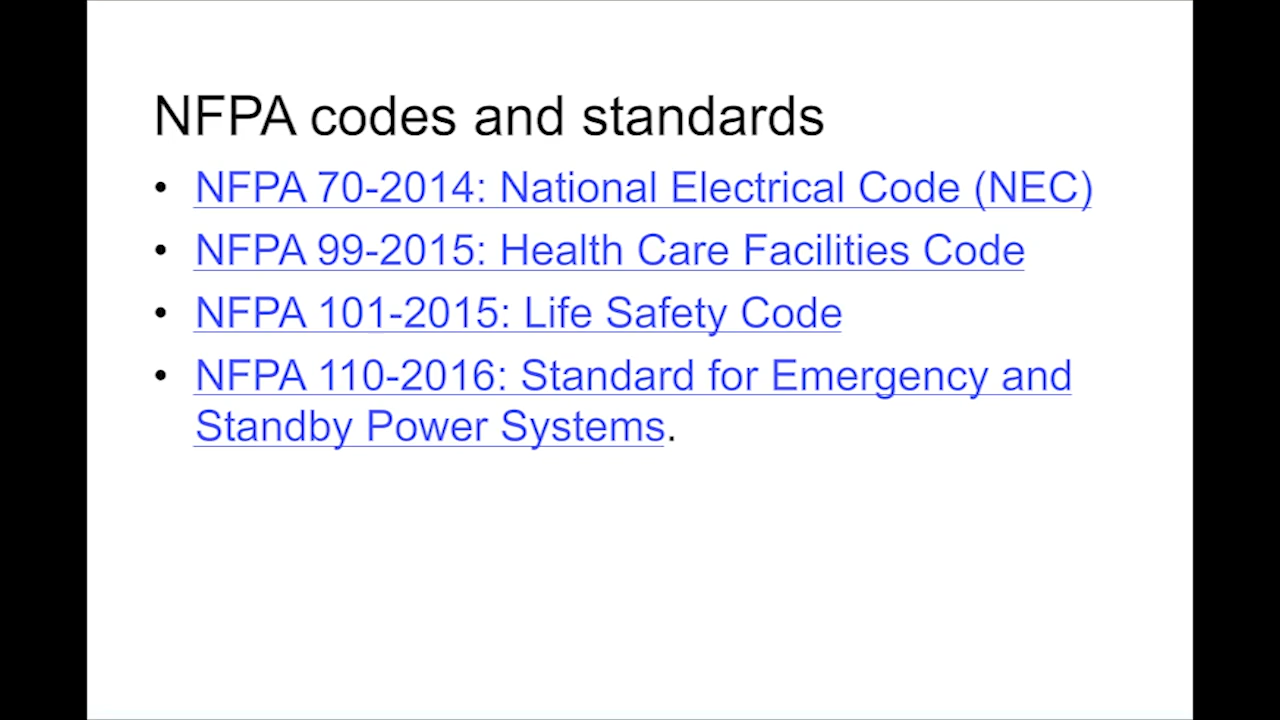 NFPA codes and standards
• NFPA 70-2014: National Electrical Code (NEC)
• NFPA 99-2015: Health Care Facilities Code
• NFPA 101-2015: Life Safety Code
• NFPA 110-2016: Standard for Emergency and
Standby Power Systems.